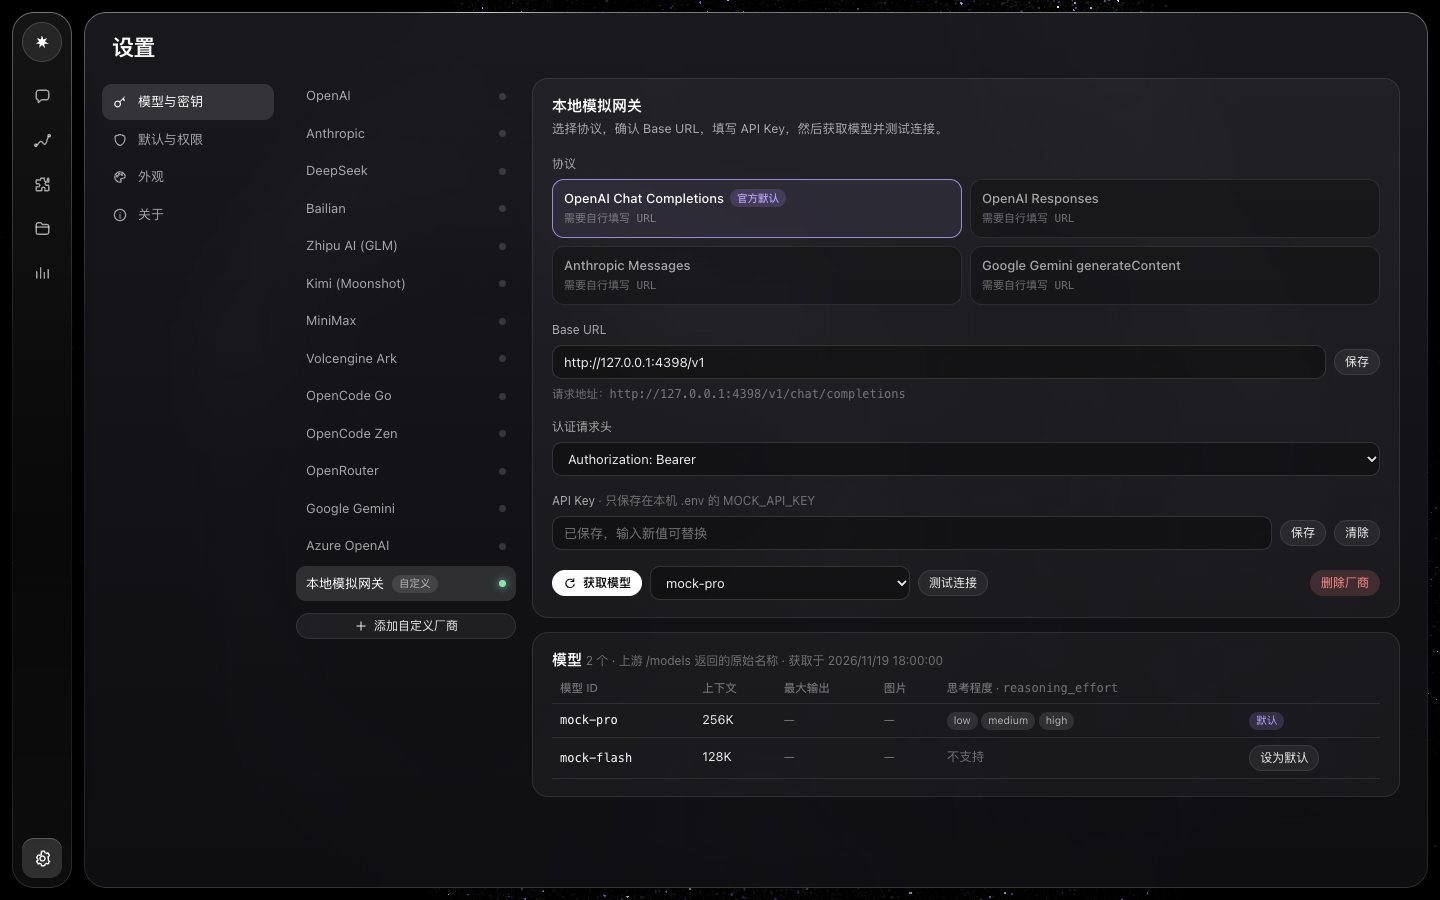 设置
模型与密钥
默认与权限
外观
关于
OpenAI
Anthropic
DeepSeek
Bailian
Zhipu AI (GLM)
Kimi (Moonshot)
MiniMax
Volcengine Ark
OpenCode Go
OpenCode Zen
OpenRouter
Google Gemini
Azure OpenAI
本地模拟网关 自定义
添加自定义厂商
本地模拟网关
选择协议，确认 Base URL，填写 API Key，然后获取模型并测试连接。
协议
OpenAI Chat Completions 官方默认
需要自行填写 URL
OpenAI Responses
需要自行填写 URL
Anthropic Messages
需要自行填写 URL
Google Gemini generateContent
需要自行填写 URL
Base URL
http://127.0.0.1:4398/v1 保存
请求地址：http://127.0.0.1:4398/v1/chat/completions
认证请求头
Authorization: Bearer
API Key · 只保存在本机 .env 的 MOCK_API_KEY
已保存，输入新值可替换 保存 清除
获取模型 mock-pro 测试连接 删除厂商
模型 2 个 · 上游 /models 返回的原始名称 · 获取于 2026/11/19 18:00:00
模型 ID 上下文 最大输出 图片 思考程度 · reasoning_effort
mock-pro 256K — — low medium high 默认
mock-flash 128K — — 不支持 设为默认